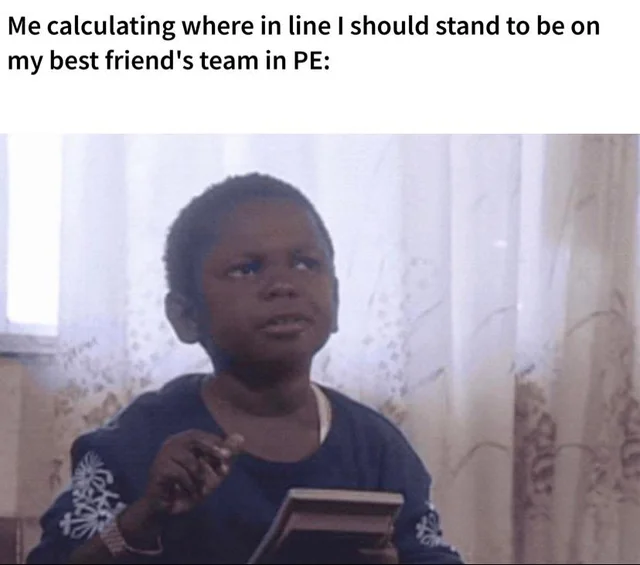 Me calculating where in line I should stand to be on
my best friend's team in PE: